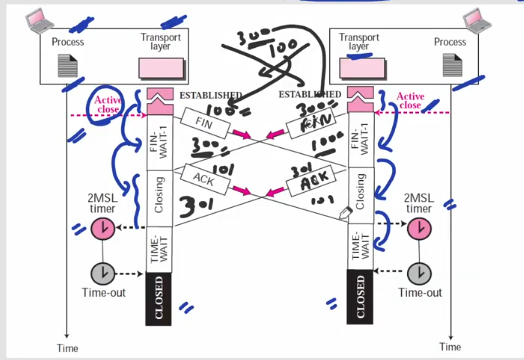 Process
Transport
layer
Transport
layer
Process
300
100
ESTABLISHED
ESTABLISHED
Active
close
Active
close
100
300
FIN
FIN-
WAIT-1
300
1000
FIN-
WAIT-1
ACK
101
301
ACK
301
101
Closing
Closing
2MSL
timer
2MSL
timer
TIME-
WAIT
TIME-
WAIT
Time-out
Time-out
CLOSED
CLOSED
Time
Time